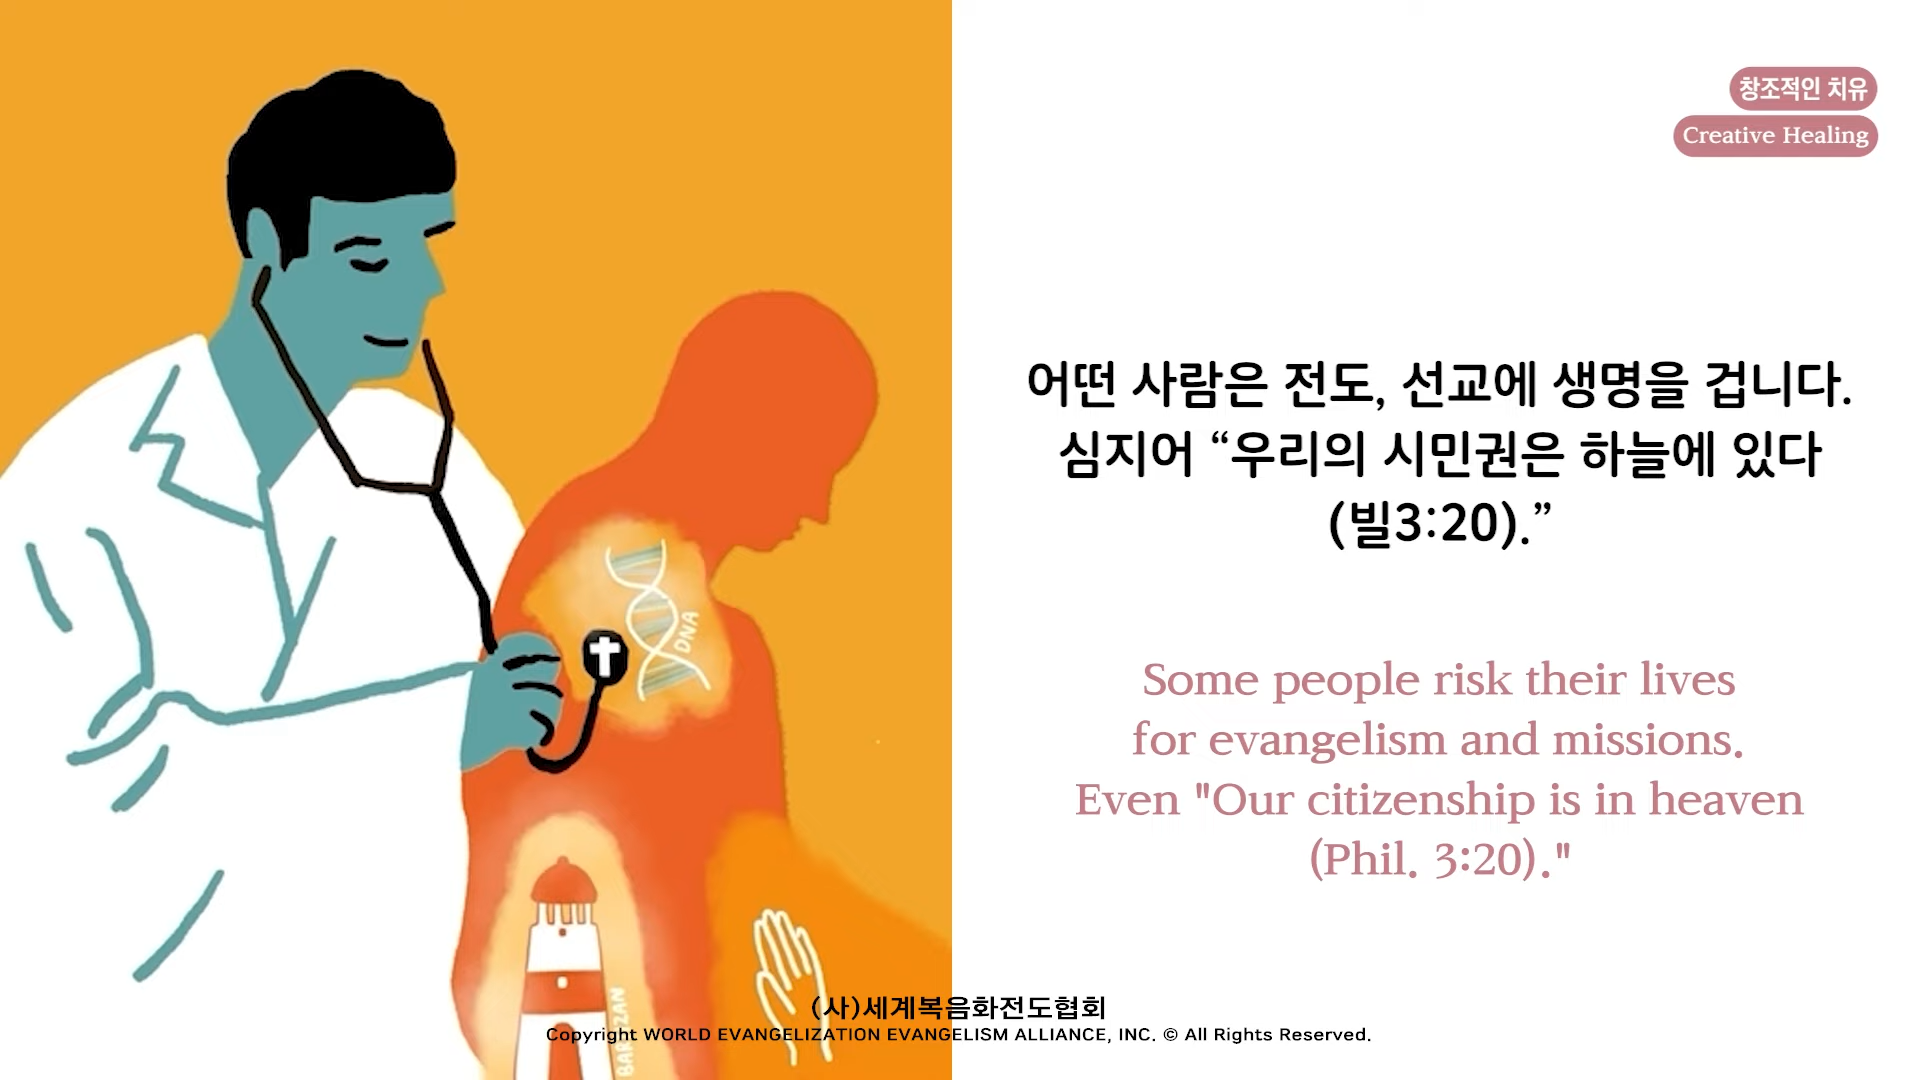 창조적인 치유
Creative Healing
어떤 사람은 전도, 선교에 생명을 겁니다.
심지어 “우리의 시민권은 하늘에 있다
(빌3:20).”
Some people risk their lives
for evangelism and missions.
Even "Our citizenship is in heaven
(Phil. 3:20)."
DNA
(사)세계복음화전도협회
Copyright WORLD EVANGELIZATION EVANGELISM ALLIANCE, INC. © All Rights Reserved.